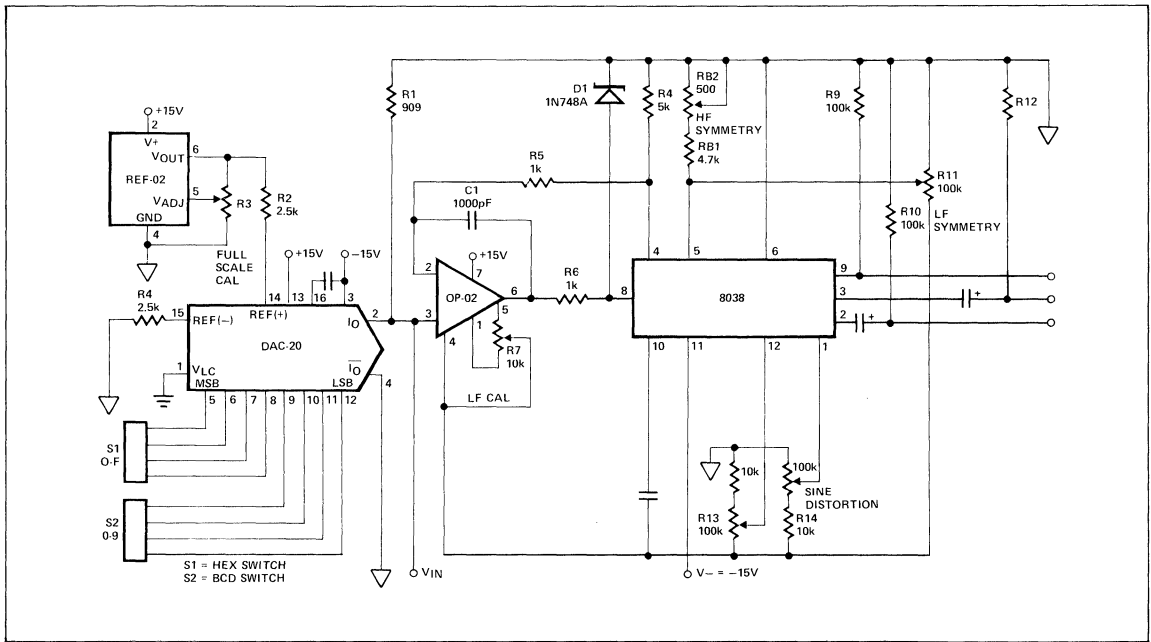 +15V
2
V+
VOUT
6
REF-02
VADJ
5
GND
4
R3
R2
2.5k
FULL
SCALE
CAL
R1
909
D1
1N748A
R4
5k
RB2
500
HF
SYMMETRY
RB1
4.7k
R9
100k
R12
R11
100k
LF
SYMMETRY
R10
100k
R5
1k
C1
1000pF
+15V
-15V
14
13
16
3
R4
2.5k
15
REF(−)
REF(+)
IO
2
DAC-20
IO
4
1
VLC
MSB
LSB
5
6
7
8
9
10
11
12
2
3
+15V
7
OP-02
6
5
1
4
R7
10k
LF CAL
R6
1k
8
4
5
6
8038
9
3
2
+
+
10
11
12
1
10k
R13
100k
100k
SINE
DISTORTION
R14
10k
S1
O-F
S2
0-9
S1 = HEX SWITCH
S2 = BCD SWITCH
VIN
V− = −15V